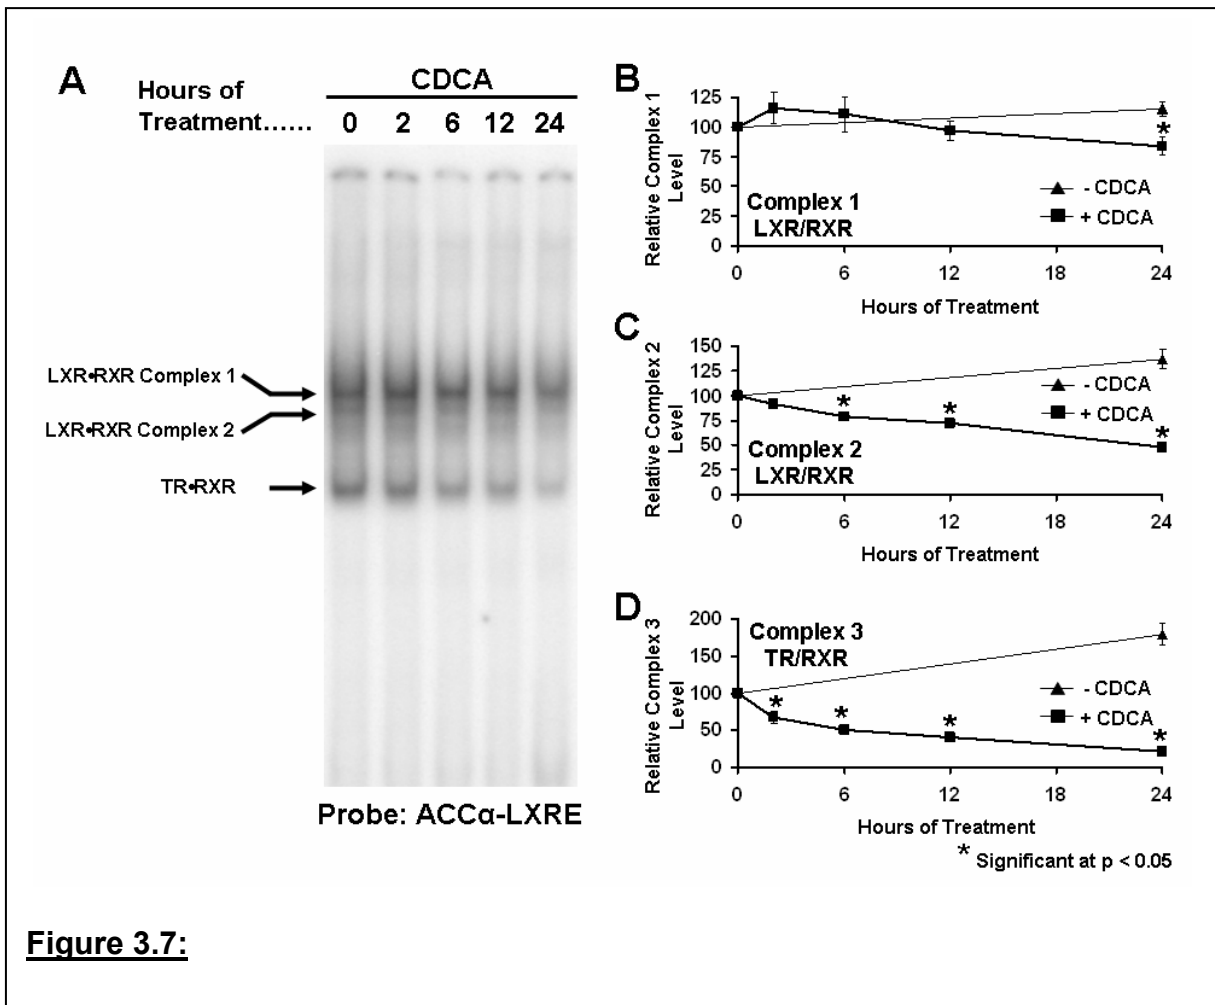 A
CDCA
Hours of
Treatment...... 0 2 6 12 24
LXR•RXR Complex 1
LXR•RXR Complex 2
TR•RXR
Probe: ACCα-LXRE
B
Relative Complex 1
Level
125
100
75
50
25
0
Complex 1
LXR/RXR
- CDCA
+ CDCA
*
0 6 12 18 24
Hours of Treatment
C
Relative Complex 2
Level
150
125
100
75
50
25
0
Complex 2
LXR/RXR
- CDCA
+ CDCA
* * *
0 6 12 18 24
Hours of Treatment
D
Relative Complex 3
Level
200
150
100
50
0
Complex 3
TR/RXR
- CDCA
+ CDCA
* * * *
0 6 12 18 24
Hours of Treatment
* Significant at p < 0.05
Figure 3.7: